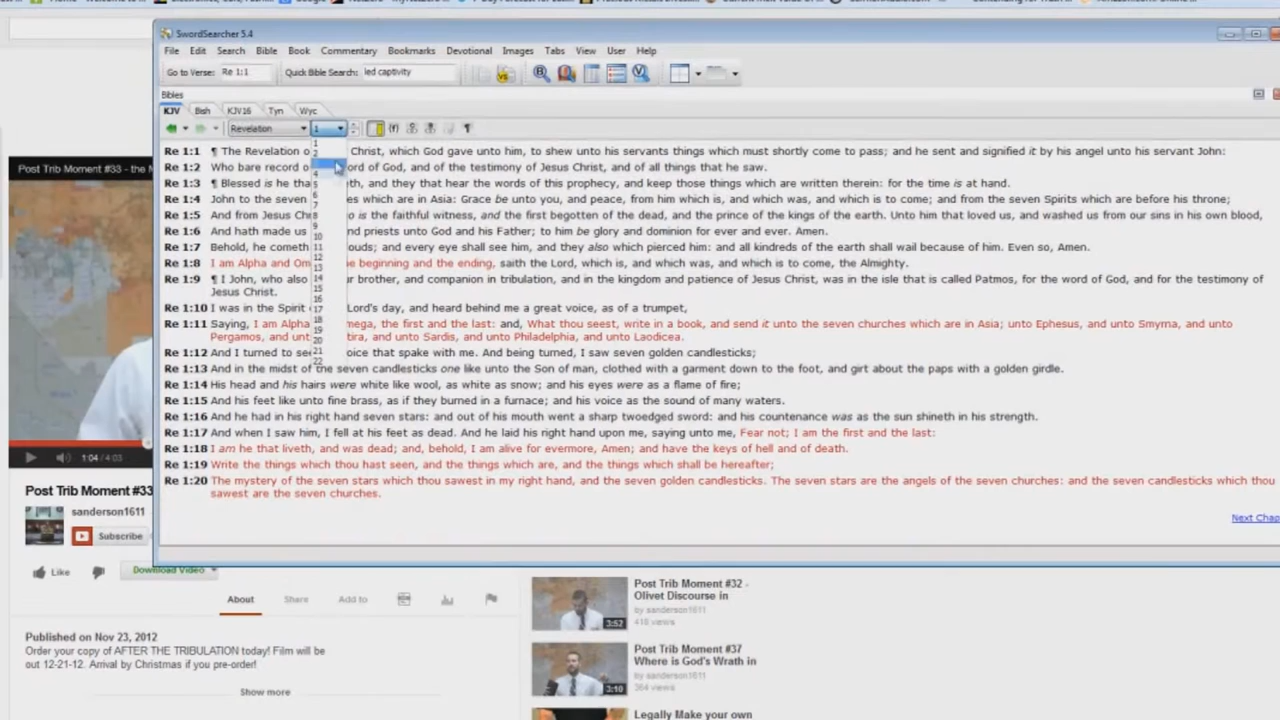 SwordSearcher 5.4
File Edit Search Bible Book Commentary Bookmarks Devotional Images Tabs View User Help
Go to Verse: Re 1:1 Quick Bible Search: led captivity
Bibles
KJV Bish KJV16 Tyn Wyc
Revelation 1
Re 1:1 ¶ The Revelation o Christ, which God gave unto him, to shew unto his servants things which must shortly come to pass; and he sent and signified it by his angel unto his servant John:
Re 1:2 Who bare record o ord of God, and of the testimony of Jesus Christ, and of all things that he saw.
Re 1:3 ¶ Blessed is he tha eth, and they that hear the words of this prophecy, and keep those things which are written therein: for the time is at hand.
Re 1:4 John to the seven es which are in Asia: Grace be unto you, and peace, from him which is, and which was, and which is to come; and from the seven Spirits which are before his throne;
Re 1:5 And from Jesus Chr ho is the faithful witness, and the first begotten of the dead, and the prince of the kings of the earth. Unto him that loved us, and washed us from our sins in his own blood,
Re 1:6 And hath made us nd priests unto God and his Father; to him be glory and dominion for ever and ever. Amen.
Re 1:7 Behold, he cometh ouds; and every eye shall see him, and they also which pierced him: and all kindreds of the earth shall wail because of him. Even so, Amen.
Re 1:8 I am Alpha and Om e beginning and the ending, saith the Lord, which is, and which was, and which is to come, the Almighty.
Re 1:9 ¶ I John, who also r brother, and companion in tribulation, and in the kingdom and patience of Jesus Christ, was in the isle that is called Patmos, for the word of God, and for the testimony of
Jesus Christ.
Re 1:10 I was in the Spirit Lord's day, and heard behind me a great voice, as of a trumpet,
Re 1:11 Saying, I am Alpha mega, the first and the last: and, What thou seest, write in a book, and send it unto the seven churches which are in Asia; unto Ephesus, and unto Smyrna, and unto
Pergamos, and unt tira, and unto Sardis, and unto Philadelphia, and unto Laodicea.
Re 1:12 And I turned to see oice that spake with me. And being turned, I saw seven golden candlesticks;
Re 1:13 And in the midst of the seven candlesticks one like unto the Son of man, clothed with a garment down to the foot, and girt about the paps with a golden girdle.
Re 1:14 His head and his hairs were white like wool, as white as snow; and his eyes were as a flame of fire;
Re 1:15 And his feet like unto fine brass, as if they burned in a furnace; and his voice as the sound of many waters.
Re 1:16 And he had in his right hand seven stars: and out of his mouth went a sharp twoedged sword: and his countenance was as the sun shineth in his strength.
Re 1:17 And when I saw him, I fell at his feet as dead. And he laid his right hand upon me, saying unto me, Fear not; I am the first and the last:
Re 1:18 I am he that liveth, and was dead; and, behold, I am alive for evermore, Amen; and have the keys of hell and of death.
Re 1:19 Write the things which thou hast seen, and the things which are, and the things which shall be hereafter;
Re 1:20 The mystery of the seven stars which thou sawest in my right hand, and the seven golden candlesticks. The seven stars are the angels of the seven churches: and the seven candlesticks which thou
sawest are the seven churches.
Next Chap
1
2
4
5
6
7
8
9
10
11
12
13
14
15
16
17
18
19
20
21
22
Post Trib Moment #33 - the M
1:04 / 4:03
Post Trib Moment #33
sanderson1611
Subscribe
Like
Download Video
About Share Add to
Published on Nov 23, 2012
Order your copy of AFTER THE TRIBULATION today! Film will be
out 12-21-12. Arrival by Christmas if you pre-order!
Show more
Post Trib Moment #32 -
Olivet Discourse in
by sanderson1611
418 views
3:52
Post Trib Moment #37
Where is God's Wrath in
by sanderson1611
364 views
3:10
Legally Make your own